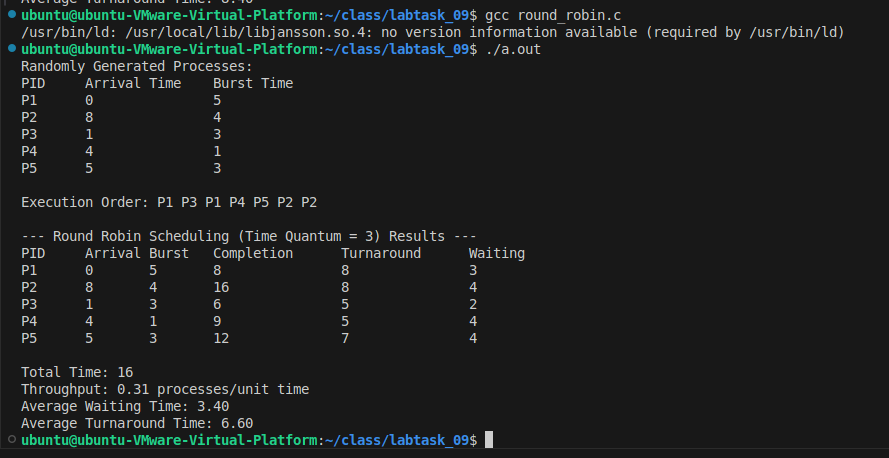 Average Turnaround Time: 8.40
ubuntu@ubuntu-VMware-Virtual-Platform:~/class/labtask_09$ gcc round_robin.c
/usr/bin/ld: /usr/local/lib/libjansson.so.4: no version information available (required by /usr/bin/ld)
ubuntu@ubuntu-VMware-Virtual-Platform:~/class/labtask_09$ ./a.out
Randomly Generated Processes:
PID     Arrival Time    Burst Time
P1      0               5
P2      8               4
P3      1               3
P4      4               1
P5      5               3
Execution Order: P1 P3 P1 P4 P5 P2 P2
--- Round Robin Scheduling (Time Quantum = 3) Results ---
PID     Arrival Burst   Completion      Turnaround      Waiting
P1      0       5       8               8               3
P2      8       4       16              8               4
P3      1       3       6               5               2
P4      4       1       9               5               4
P5      5       3       12              7               4
Total Time: 16
Throughput: 0.31 processes/unit time
Average Waiting Time: 3.40
Average Turnaround Time: 6.60
ubuntu@ubuntu-VMware-Virtual-Platform:~/class/labtask_09$